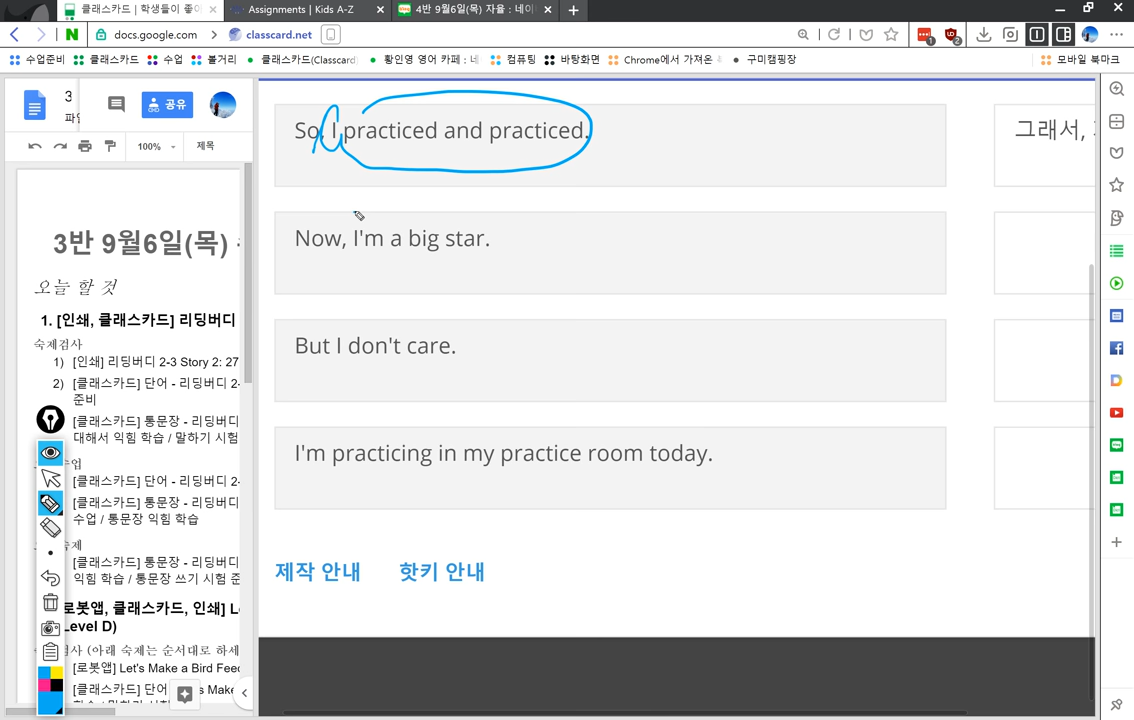 클래스카드 | 학생들이 좋아
Assignments | Kids A-Z
4반 9월6일(목) 자율 : 네이
docs.google.com
classcard.net
수업준비
클래스카드
수업
볼거리
클래스카드(Classcard
황인영 영어 카페 : 네
컴퓨팅
바탕화면
Chrome에서 가져온
구미캠핑장
모바일 북마크
3
공유
100%
제목
3반 9월6일(목)
오늘 할 것
1. [인쇄, 클래스카드] 리딩버디
숙제검사
1) [인쇄] 리딩버디 2-3 Story 2: 27
2) [클래스카드] 단어 - 리딩버디 2-
준비
[클래스카드] 통문장 - 리딩버디
대해서 익힘 학습 / 말하기 시험
업
[클래스카드] 단어 - 리딩버디 2-
[클래스카드] 통문장 - 리딩버디
수업 / 통문장 익힘 학습
제
[클래스카드] 통문장 - 리딩버디
익힘 학습 / 통문장 쓰기 시험 준
로봇앱, 클래스카드, 인쇄] L
Level D)
검사 (아래 숙제는 순서대로 하세
[로봇앱] Let's Make a Bird Feed
[클래스카드] 단어
So, I practiced and practiced.
그래서,
Now, I'm a big star.
But I don't care.
I'm practicing in my practice room today.
제작 안내
핫키 안내